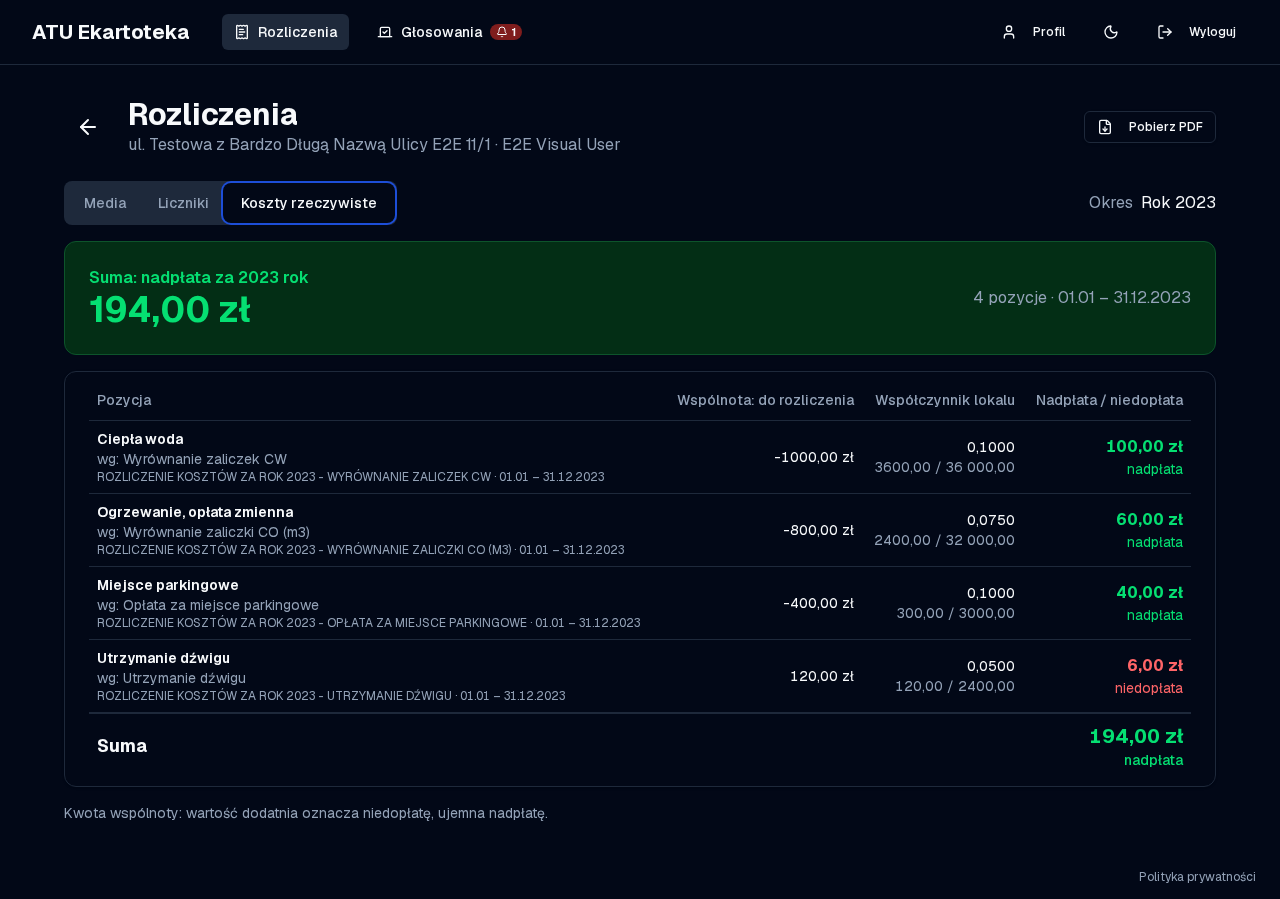 ATU Ekartoteka Rozliczenia Głosowania 1 Profil Wyloguj
Rozliczenia
ul. Testowa z Bardzo Długą Nazwą Ulicy E2E 11/1 · E2E Visual User
Pobierz PDF
Media Liczniki Koszty rzeczywiste Okres Rok 2023
Suma: nadpłata za 2023 rok
194,00 zł
4 pozycje · 01.01 – 31.12.2023
Pozycja Wspólnota: do rozliczenia Współczynnik lokalu Nadpłata / niedopłata
Ciepła woda
wg: Wyrównanie zaliczek CW
ROZLICZENIE KOSZTÓW ZA ROK 2023 - WYRÓWNANIE ZALICZEK CW · 01.01 – 31.12.2023
-1000,00 zł
0,1000
3600,00 / 36 000,00
100,00 zł
nadpłata
Ogrzewanie, opłata zmienna
wg: Wyrównanie zaliczki CO (m3)
ROZLICZENIE KOSZTÓW ZA ROK 2023 - WYRÓWNANIE ZALICZKI CO (M3) · 01.01 – 31.12.2023
-800,00 zł
0,0750
2400,00 / 32 000,00
60,00 zł
nadpłata
Miejsce parkingowe
wg: Opłata za miejsce parkingowe
ROZLICZENIE KOSZTÓW ZA ROK 2023 - OPŁATA ZA MIEJSCE PARKINGOWE · 01.01 – 31.12.2023
-400,00 zł
0,1000
300,00 / 3000,00
40,00 zł
nadpłata
Utrzymanie dźwigu
wg: Utrzymanie dźwigu
ROZLICZENIE KOSZTÓW ZA ROK 2023 - UTRZYMANIE DŹWIGU · 01.01 – 31.12.2023
120,00 zł
0,0500
120,00 / 2400,00
6,00 zł
niedopłata
Suma
194,00 zł
nadpłata
Kwota wspólnoty: wartość dodatnia oznacza niedopłatę, ujemna nadpłatę.
Polityka prywatności